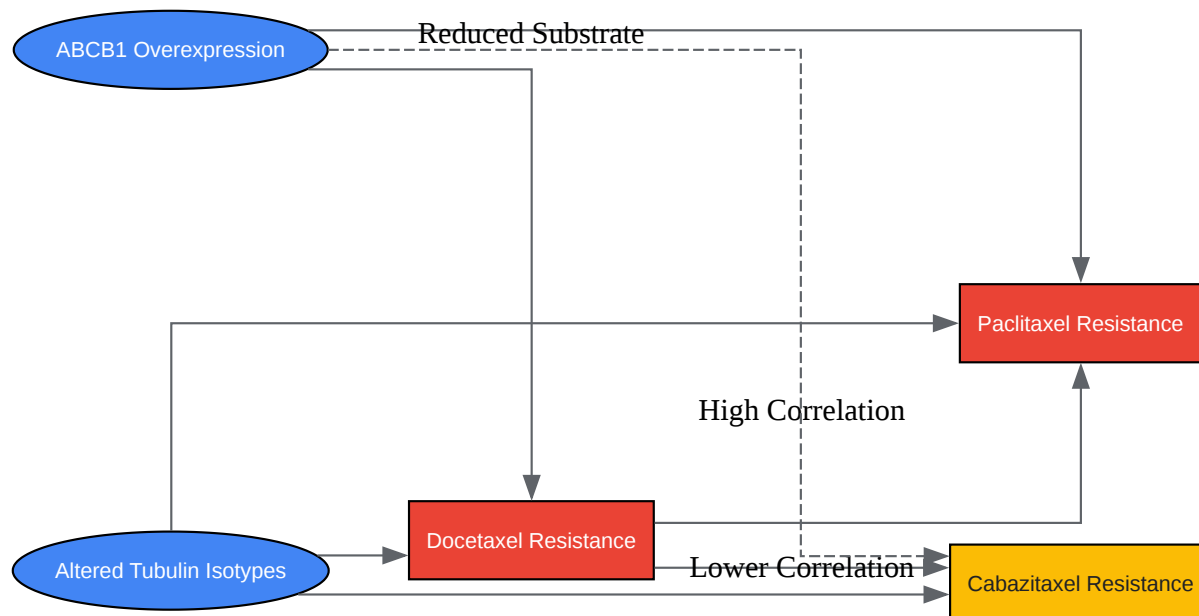 ABCB1 Overexpression
Reduced Substrate
Paclitaxel Resistance
High Correlation
Docetaxel Resistance
Altered Tubulin Isotypes
Lower Correlation
Cabazitaxel Resistance